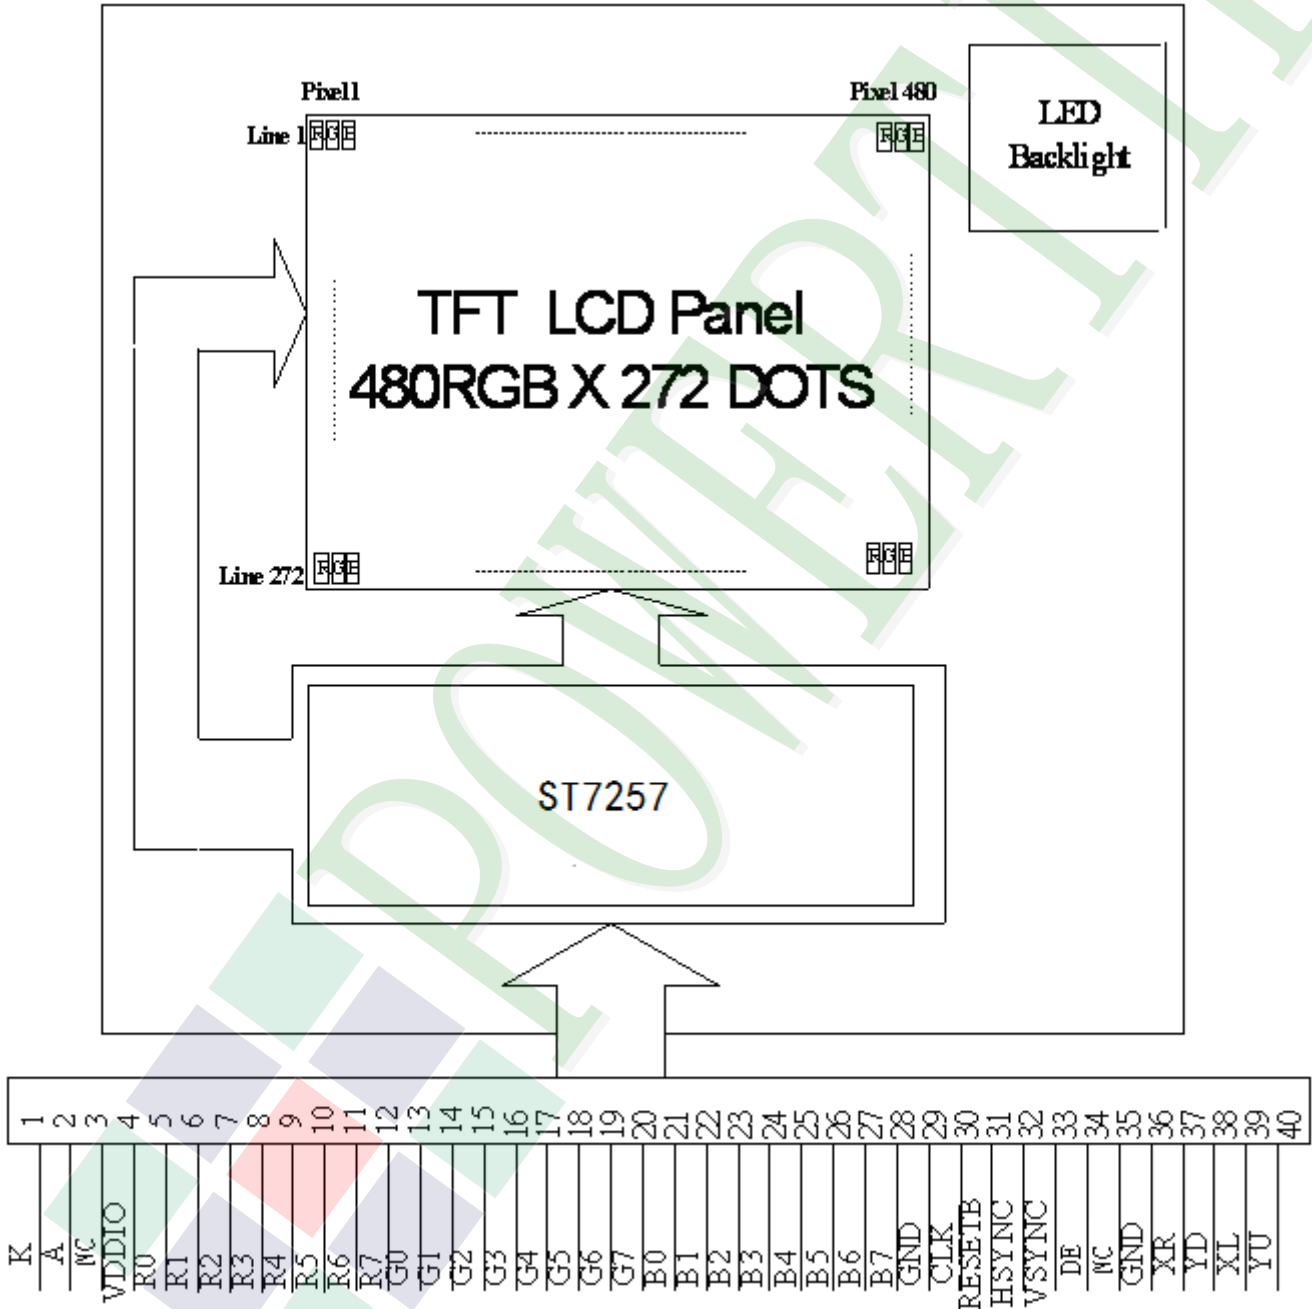 Pixel1
Pixel 480
Line 1
RGB
RGB
LED
Backlight
TFT LCD Panel
480RGB X 272 DOTS
Line 272
RGB
RGB
ST7257
1 2 3 4 5 6 7 8 9 10 11 12 13 14 15 16 17 18 19 20 21 22 23 24 25 26 27 28 29 30 31 32 33 34 35 36 37 38 39 40
K A NC VDDIO R0 R1 R2 R3 R4 R5 R6 R7 G0 G1 G2 G3 G4 G5 G6 G7 B0 B1 B2 B3 B4 B5 B6 B7 GND CLK RESETB HSYNC VSYNC DE NC GND XR YD XL YU
POWERTI